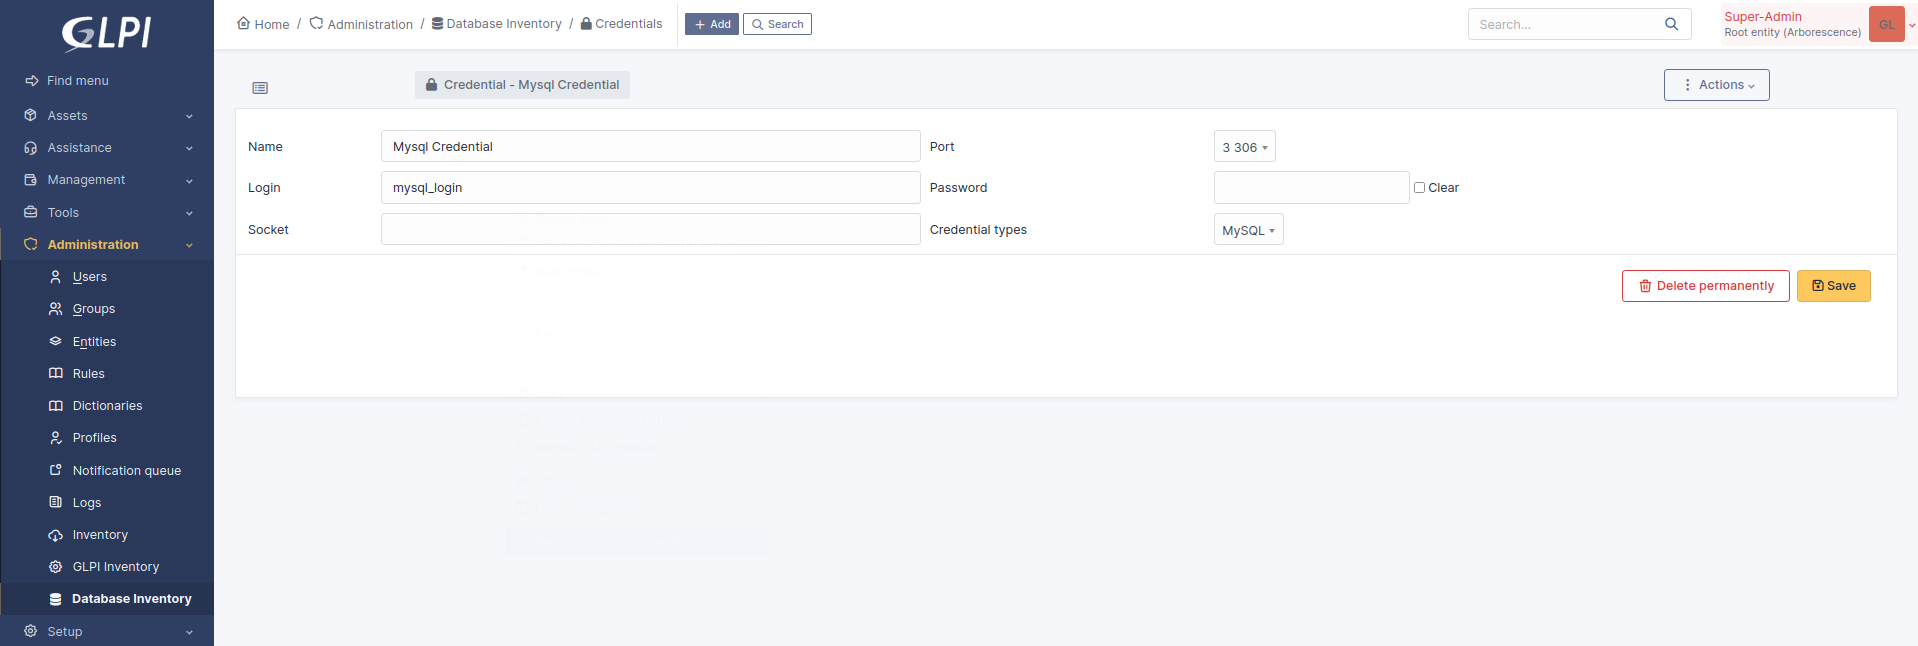 GLPI
Find menu
Assets
Assistance
Management
Tools
Administration
Users
Groups
Entities
Rules
Dictionaries
Profiles
Notification queue
Logs
Inventory
GLPI Inventory
Database Inventory
Setup
Home / Administration / Database Inventory / Credentials
+ Add
Search
Search...
Super-Admin
Root entity (Arborescence)
GL
Credential - Mysql Credential
Actions
Name Mysql Credential Port 3 306
Login mysql_login Password Clear
Socket Credential types MySQL
Delete permanently Save